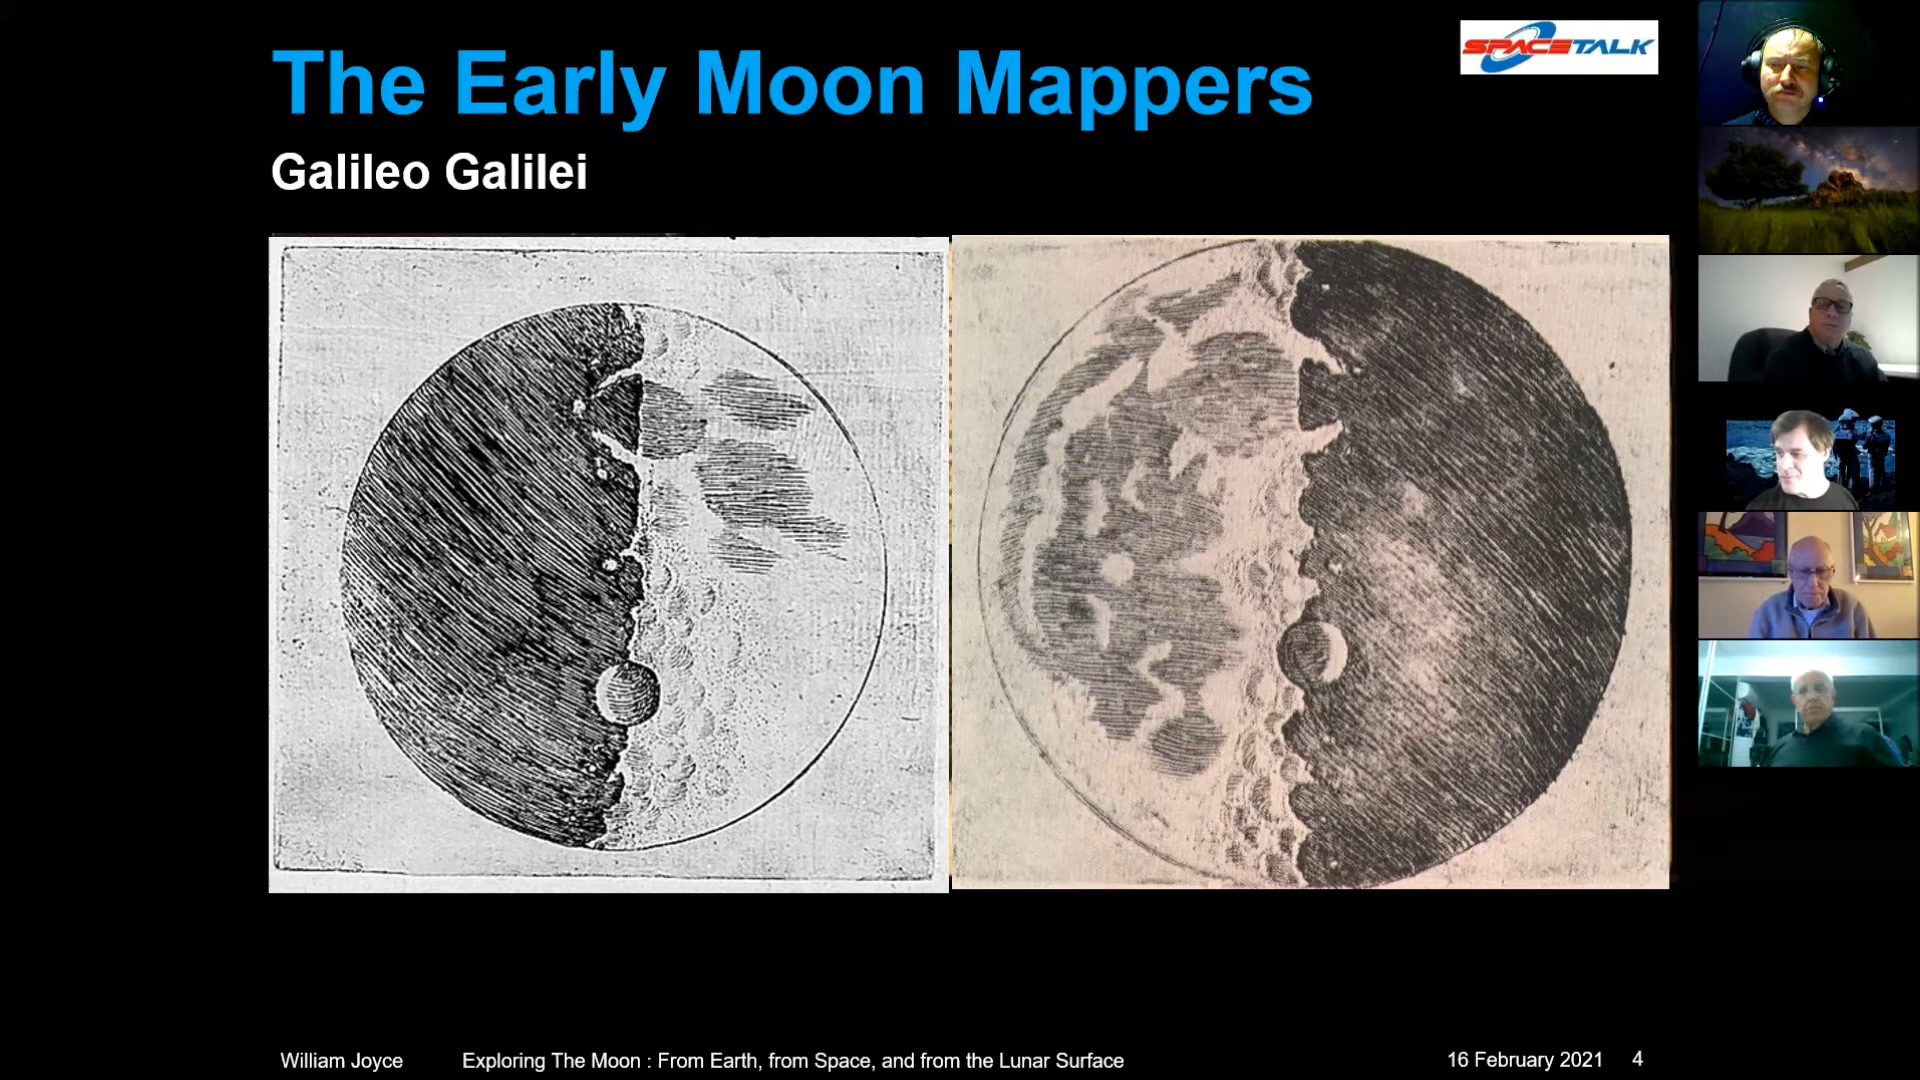 The Early Moon Mappers
SPACETALK
Galileo Galilei
William Joyce
Exploring The Moon : From Earth, from Space, and from the Lunar Surface
16 February 2021
4